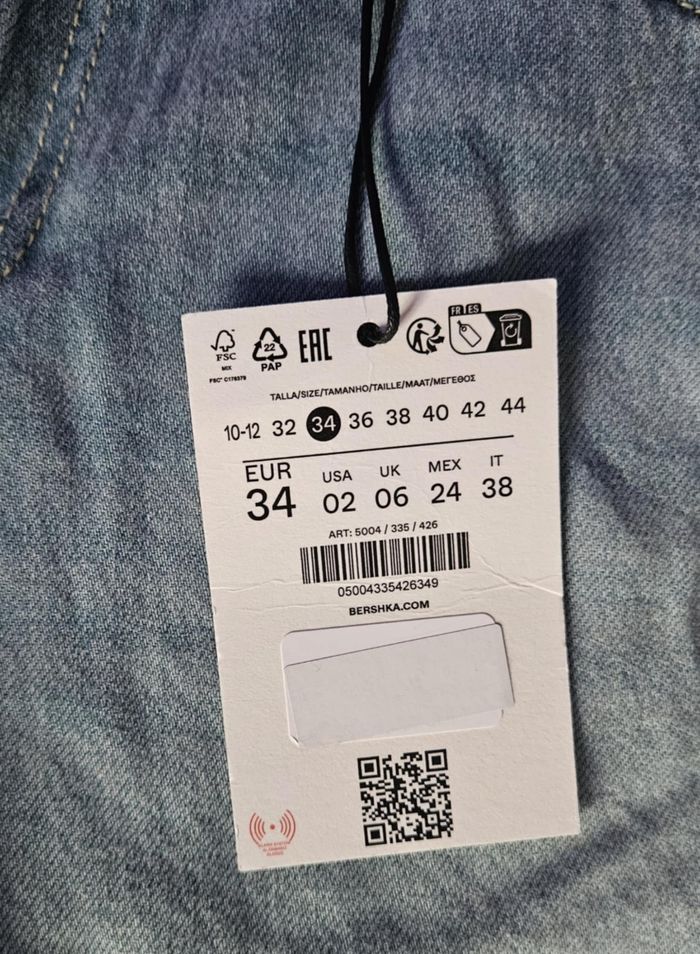 FR ES
FSC
MIX
FSC® C178379
22
PAP
EAC
TALLA/SIZE/TAMANHO/TAILLE/MAAT/ΜΕΓΕΘΟΣ
10-12 32 34 36 38 40 42 44
EUR USA UK MEX IT
34 02 06 24 38
ART: 5004 / 335 / 426
05004335426349
BERSHKA.COM